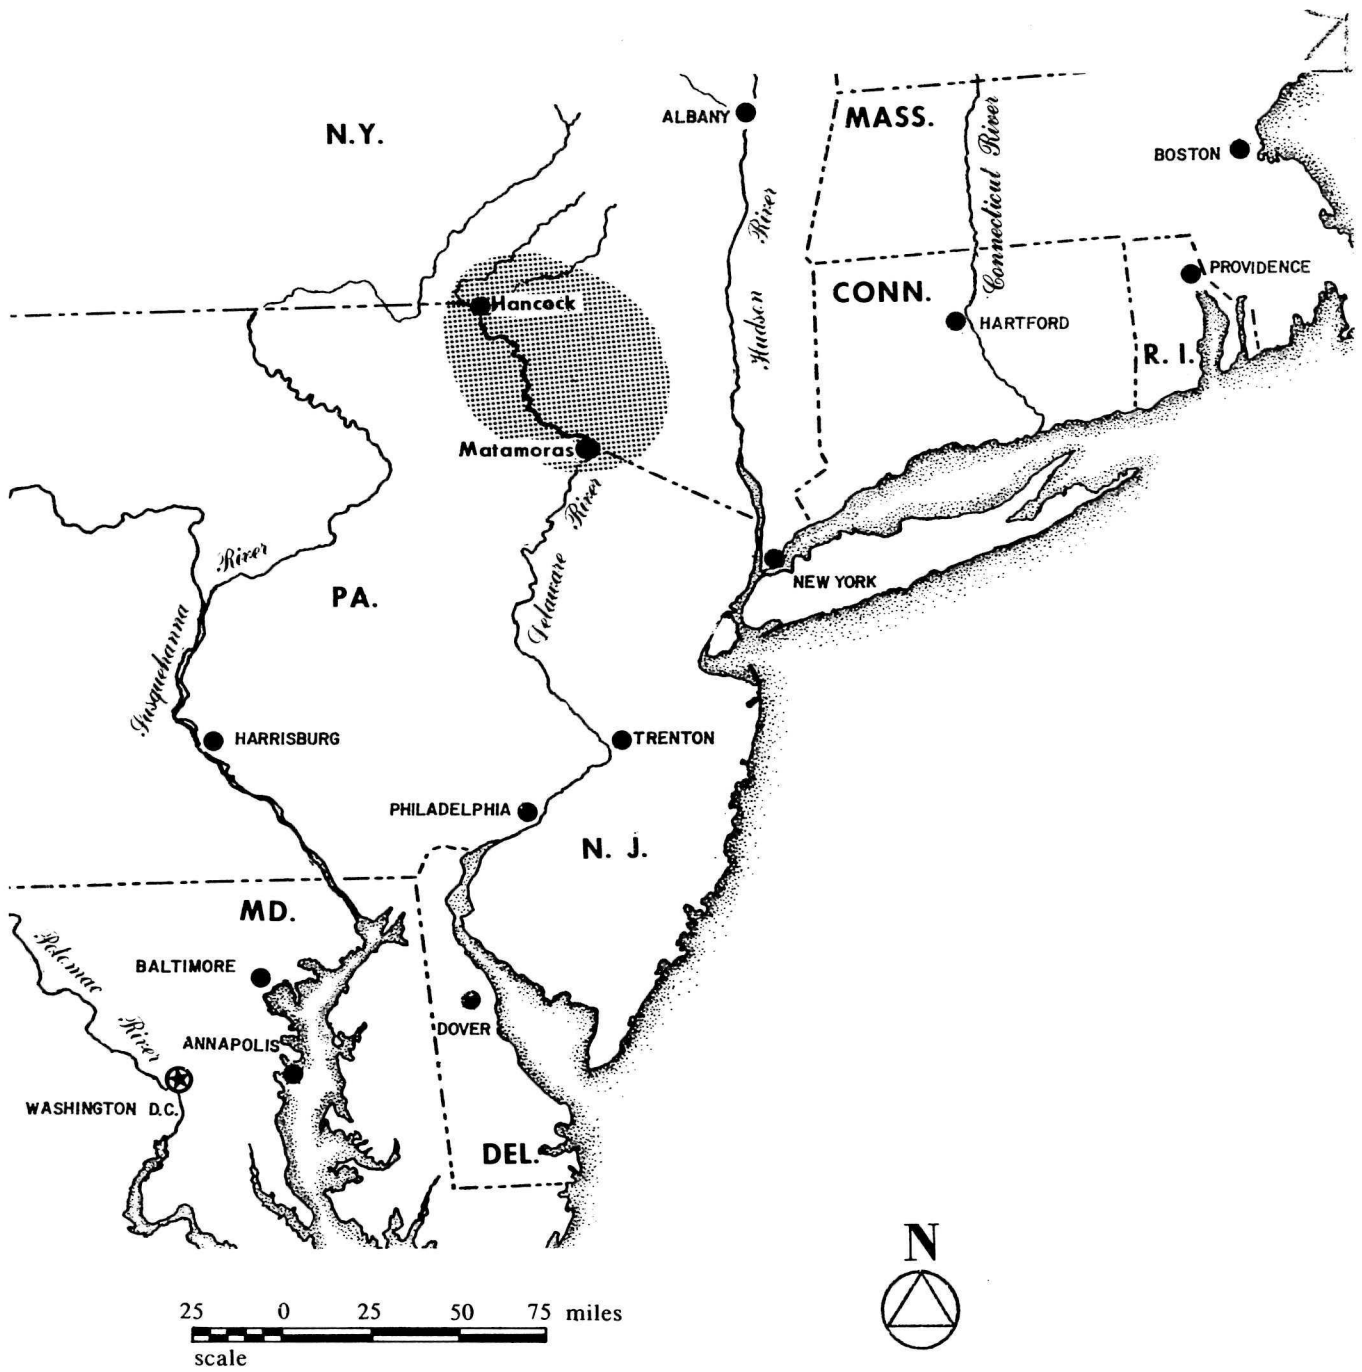 N.Y.
ALBANY
MASS.
BOSTON
Hudson River
Connecticut River
Hancock
CONN.
HARTFORD
PROVIDENCE
R. I.
Matamoras
Susquehanna River
PA.
Delaware River
NEW YORK
HARRISBURG
TRENTON
PHILADELPHIA
N. J.
MD.
Potomac River
BALTIMORE
DOVER
ANNAPOLIS
WASHINGTON D.C.
DEL.
N
25 0 25 50 75 miles
scale